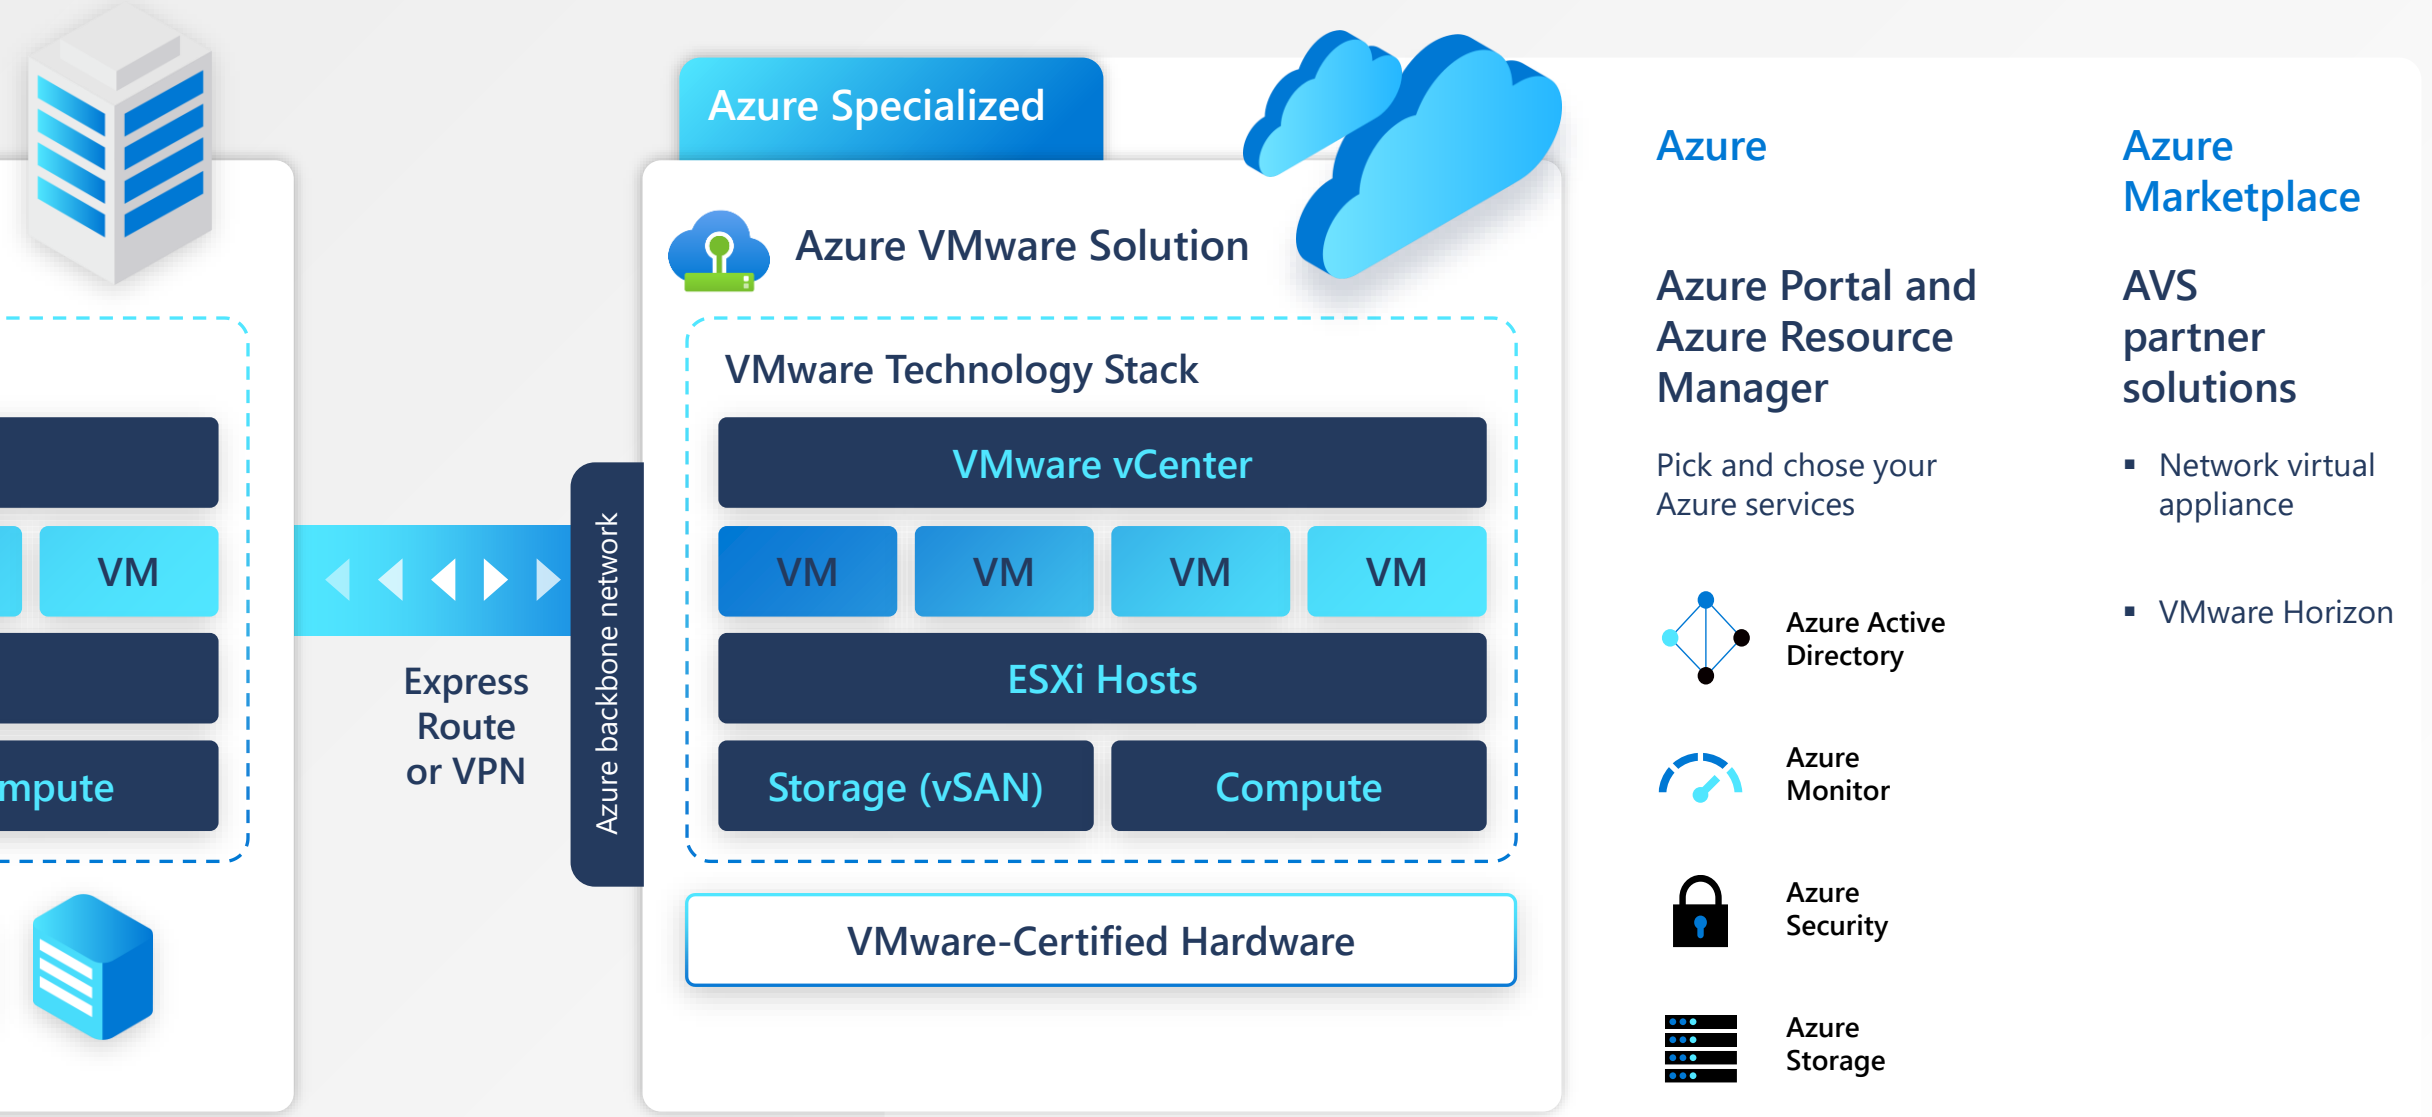 VM
mpute
Express
Route
or VPN
Azure backbone network
Azure Specialized
Azure VMware Solution
VMware Technology Stack
VMware vCenter
VM VM VM VM
ESXi Hosts
Storage (vSAN) Compute
VMware-Certified Hardware
Azure
Azure Portal and
Azure Resource
Manager
Pick and chose your
Azure services
Azure Active
Directory
Azure
Monitor
Azure
Security
Azure
Storage
Azure
Marketplace
AVS
partner
solutions
▪ Network virtual
appliance
▪ VMware Horizon